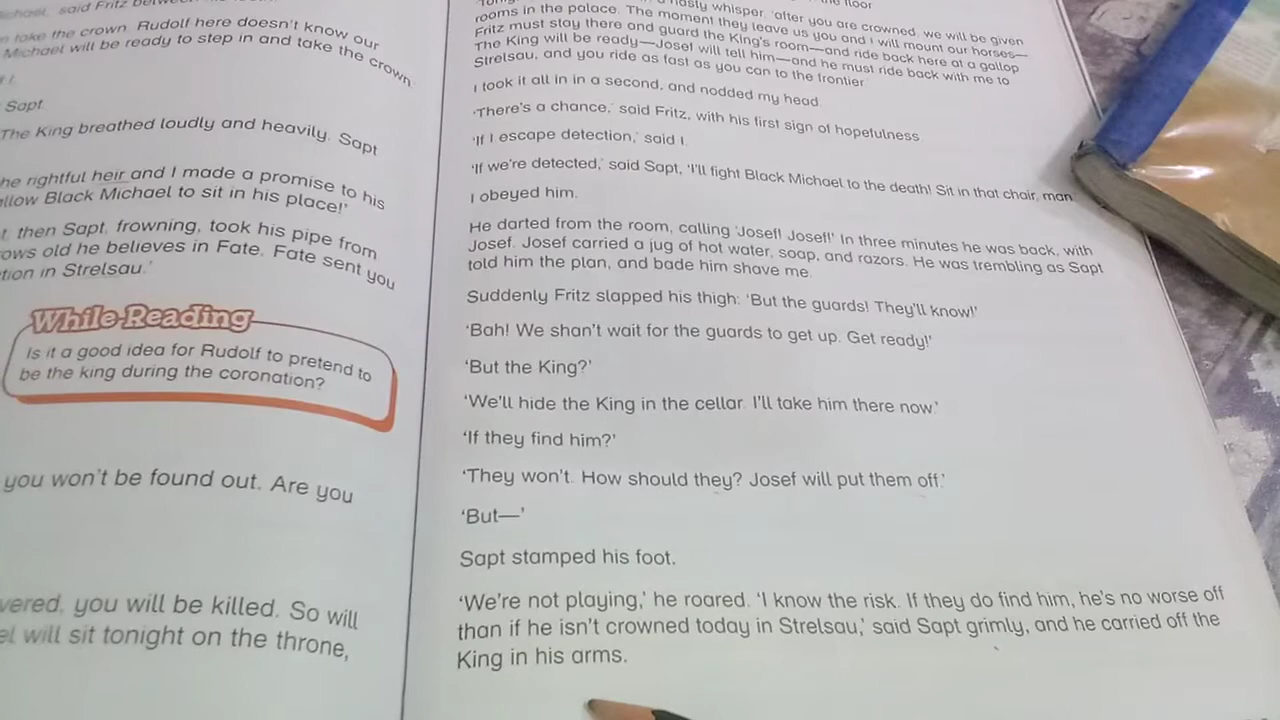 said Fritz
take the crown. Rudolf here doesn't know our
Michael will be ready to step in and take the crown
Sapt.
The King breathed loudly and heavily. Sapt
he rightful heir and I made a promise to his
llow Black Michael to sit in his place!'
t, then Sapt, frowning, took his pipe from
ows old he believes in Fate. Fate sent you
tion in Strelsau.'
While-Reading
Is it a good idea for Rudolf to pretend to
be the king during the coronation?
you won't be found out. Are you
vered, you will be killed. So will
el will sit tonight on the throne,
the floor
hasty whisper, 'after you are crowned, we will be given
rooms in the palace. The moment they leave us you and I will mount our horses—
Fritz must stay there and guard the King's room—and ride back here at a gallop
The King will be ready—Josef will tell him—and he must ride back with me to
Strelsau, and you ride as fast as you can to the frontier
I took it all in in a second, and nodded my head.
'There's a chance,' said Fritz, with his first sign of hopefulness.
'If I escape detection,' said I.
'If we're detected,' said Sapt, 'I'll fight Black Michael to the death! Sit in that chair, man
I obeyed him.
He darted from the room, calling 'Josef! Josef!' In three minutes he was back, with
Josef. Josef carried a jug of hot water, soap, and razors. He was trembling as Sapt
told him the plan, and bade him shave me.
Suddenly Fritz slapped his thigh: 'But the guards! They'll know!'
'Bah! We shan't wait for the guards to get up. Get ready!'
'But the King?'
'We'll hide the King in the cellar. I'll take him there now.'
'If they find him?'
'They won't. How should they? Josef will put them off.'
'But—'
Sapt stamped his foot.
'We're not playing,' he roared. 'I know the risk. If they do find him, he's no worse off
than if he isn't crowned today in Strelsau,' said Sapt grimly, and he carried off the
King in his arms.